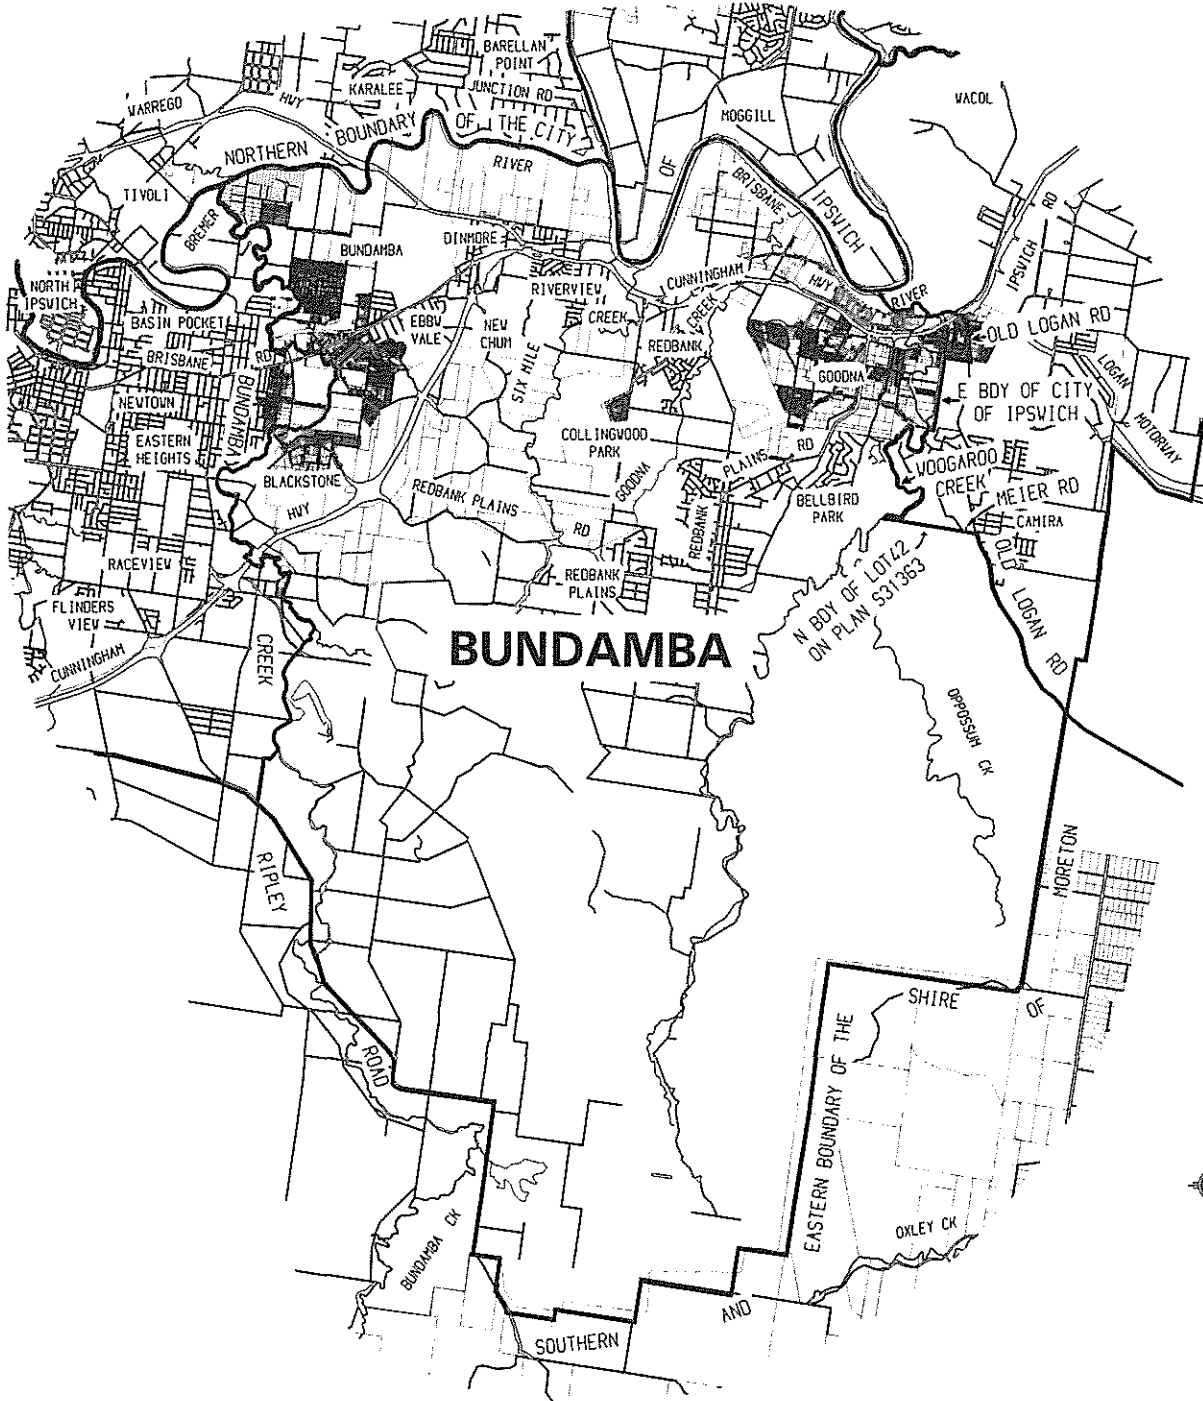 BARELLAN
POINT
KARALEE
JUNCTION RD
WARREGO
HWY
NORTHERN BOUNDARY OF THE CITY OF IPSWICH
MOGGILL
WACOL
TIVOLI
BREMER RIVER
BRISBANE RIVER
BUNDAMBA
DINMORE
RIVERVIEW
CUNNINGHAM HWY
IPSWICH RD
NORTH
IPSWICH
BASIN POCKET
BRISBANE RD
EBBW
VALE
NEW
CHUM
SIX MILE CREEK
REDBANK
GOODNA CREEK
OLD LOGAN RD
LOGAN MOTORWAY
GOODNA
E BDY OF CITY
OF IPSWICH
NEWTOWN
EASTERN
HEIGHTS
BUNDAMBA CREEK
COLLINGWOOD
PARK
BLACKSTONE
REDBANK PLAINS RD
REDBANK PLAINS RD
BELLBIRD
PARK
WOOGAROO
CREEK
MEIER RD
CAMIRA
HWY
RACEVIEW
REDBANK
PLAINS
FLINDERS
VIEW
CUNNINGHAM
N BDY OF LOT 42
ON PLAN S31363
OLD LOGAN RD
BUNDAMBA
OPPOSSUM CK
RIPLEY ROAD
EASTERN BOUNDARY OF THE
SHIRE OF MORETON
BUNDAMBA CK
OXLEY CK
SOUTHERN AND